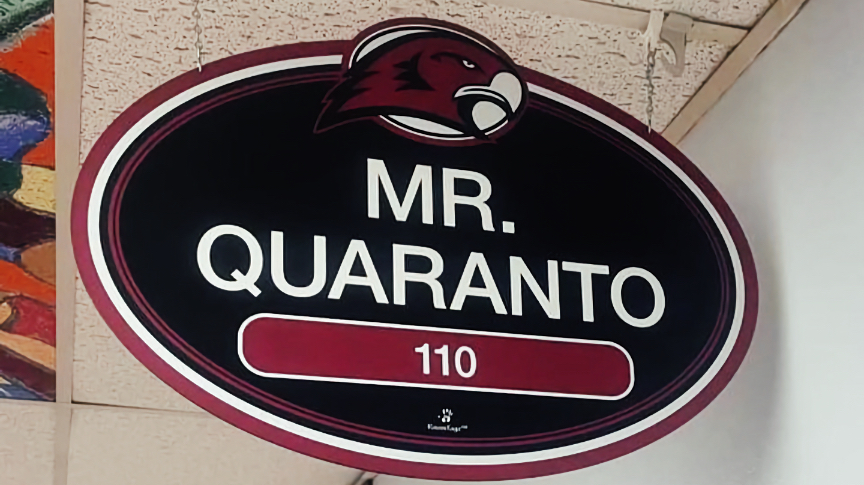 MR.
QUARANTO
110